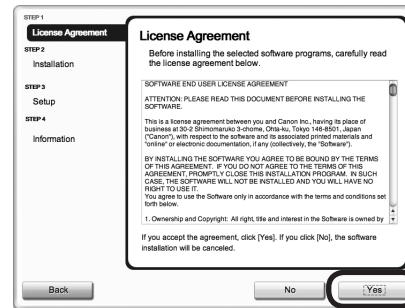 STEP 1
License Agreement
STEP 2
Installation
STEP 3
Setup
STEP 4
Information
License Agreement
Before installing the selected software programs, carefully read
the license agreement below.
SOFTWARE END USER LICENSE AGREEMENT
ATTENTION: PLEASE READ THIS DOCUMENT BEFORE INSTALLING THE
SOFTWARE.
This is a license agreement between you and Canon Inc., having its place of
business at 30-2 Shimomaruko 3-chome, Ohta-ku, Tokyo 146-8501, Japan
("Canon"), with respect to the software and its associated printed materials and
"online" or electronic documentation, if any (collectively, the "Software").
BY INSTALLING THE SOFTWARE YOU AGREE TO BE BOUND BY THE TERMS
OF THIS AGREEMENT. IF YOU DO NOT AGREE TO THE TERMS OF THIS
AGREEMENT, PROMPTLY CLOSE THIS INSTALLATION PROGRAM. IN SUCH
CASE, THE SOFTWARE WILL NOT BE INSTALLED AND YOU WILL HAVE NO
RIGHT TO USE IT.
You agree to use the Software only in accordance with the terms and conditions set
forth below.
1. Ownership and Copyright: All right, title and interest in the Software is owned by
If you accept the agreement, click [Yes]. If you click [No], the software
installation will be canceled.
Back
No
Yes